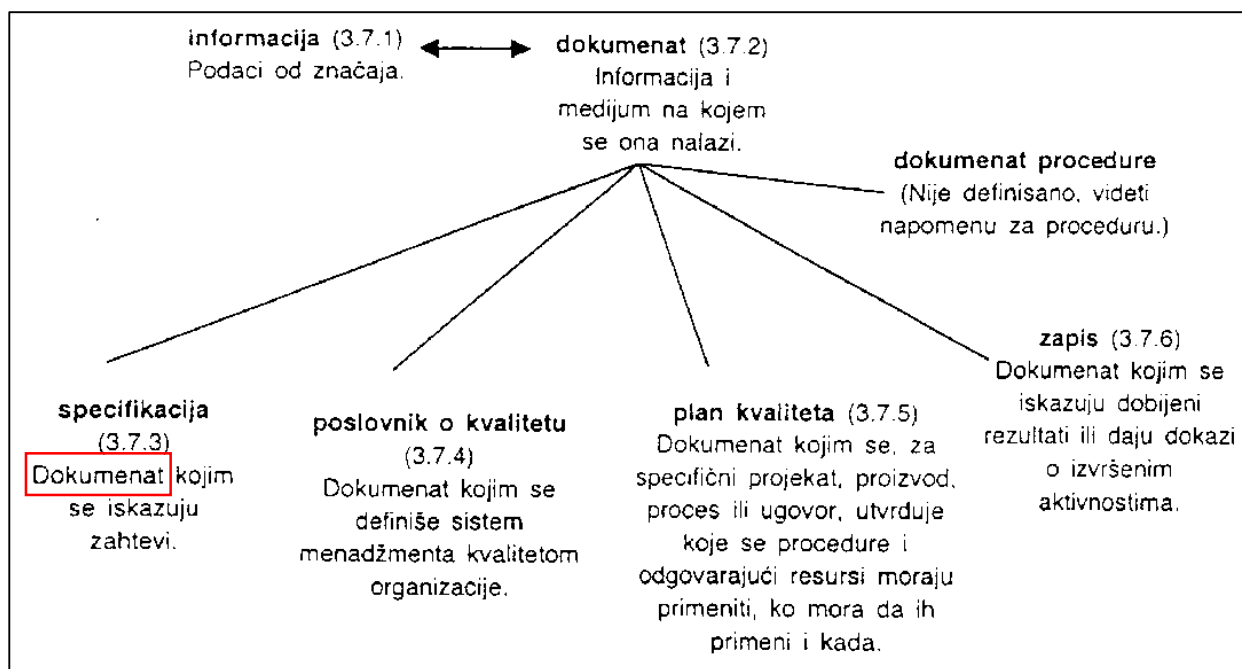 informacija (3.7.1)
Podaci od značaja.
dokumenat (3.7.2)
Informacija i
medijum na kojem
se ona nalazi.
dokumenat procedure
(Nije definisano, videti
napomenu za proceduru.)
specifikacija
(3.7.3)
Dokumenat kojim
se iskazuju
zahtevi.
poslovnik o kvalitetu
(3.7.4)
Dokumenat kojim se
definiše sistem
menadžmenta kvalitetom
organizacije.
plan kvaliteta (3.7.5)
Dokumenat kojim se, za
specifični projekat, proizvod,
proces ili ugovor, utvrđuje
koje se procedure i
odgovarajući resursi moraju
primeniti, ko mora da ih
primeni i kada.
zapis (3.7.6)
Dokumenat kojim se
iskazuju dobijeni
rezultati ili daju dokazi
o izvršenim
aktivnostima.